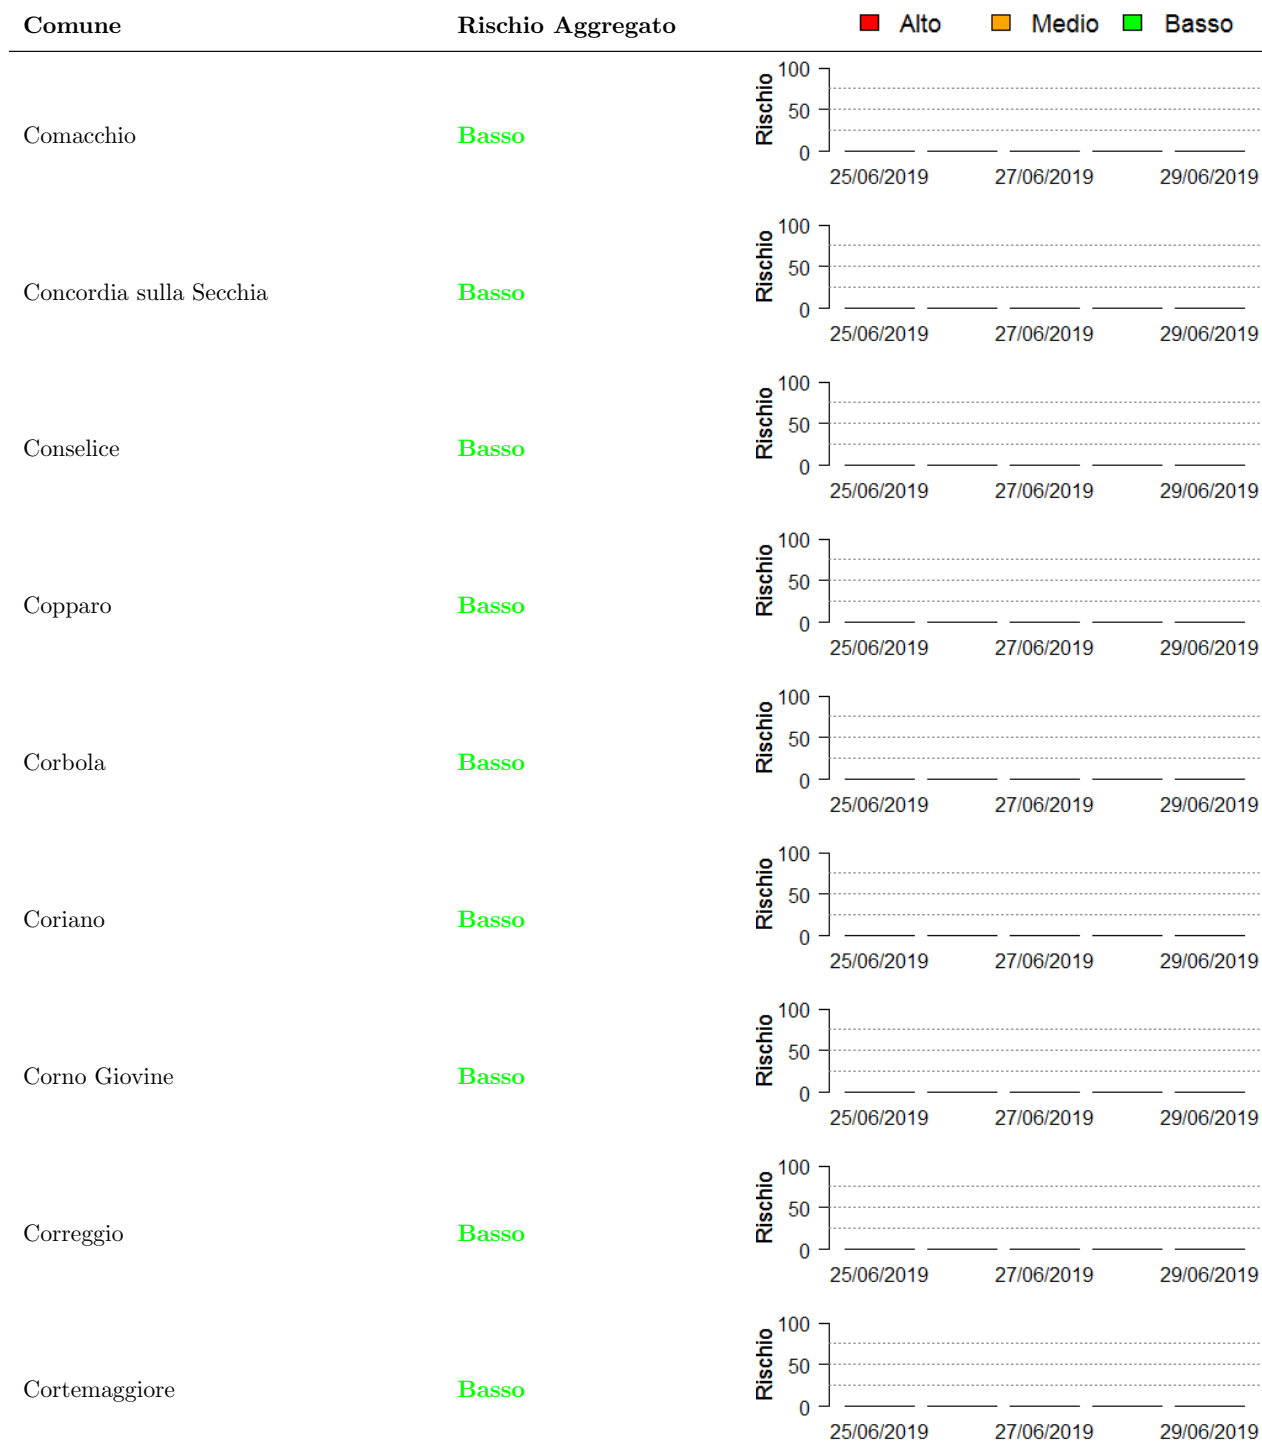 Comune Rischio Aggregato Alto Medio Basso
Comacchio Basso Rischio 100 50 0
25/06/2019 27/06/2019 29/06/2019
Concordia sulla Secchia Basso Rischio 100 50 0
25/06/2019 27/06/2019 29/06/2019
Conselice Basso Rischio 100 50 0
25/06/2019 27/06/2019 29/06/2019
Copparo Basso Rischio 100 50 0
25/06/2019 27/06/2019 29/06/2019
Corbola Basso Rischio 100 50 0
25/06/2019 27/06/2019 29/06/2019
Coriano Basso Rischio 100 50 0
25/06/2019 27/06/2019 29/06/2019
Corno Giovine Basso Rischio 100 50 0
25/06/2019 27/06/2019 29/06/2019
Correggio Basso Rischio 100 50 0
25/06/2019 27/06/2019 29/06/2019
Cortemaggiore Basso Rischio 100 50 0
25/06/2019 27/06/2019 29/06/2019